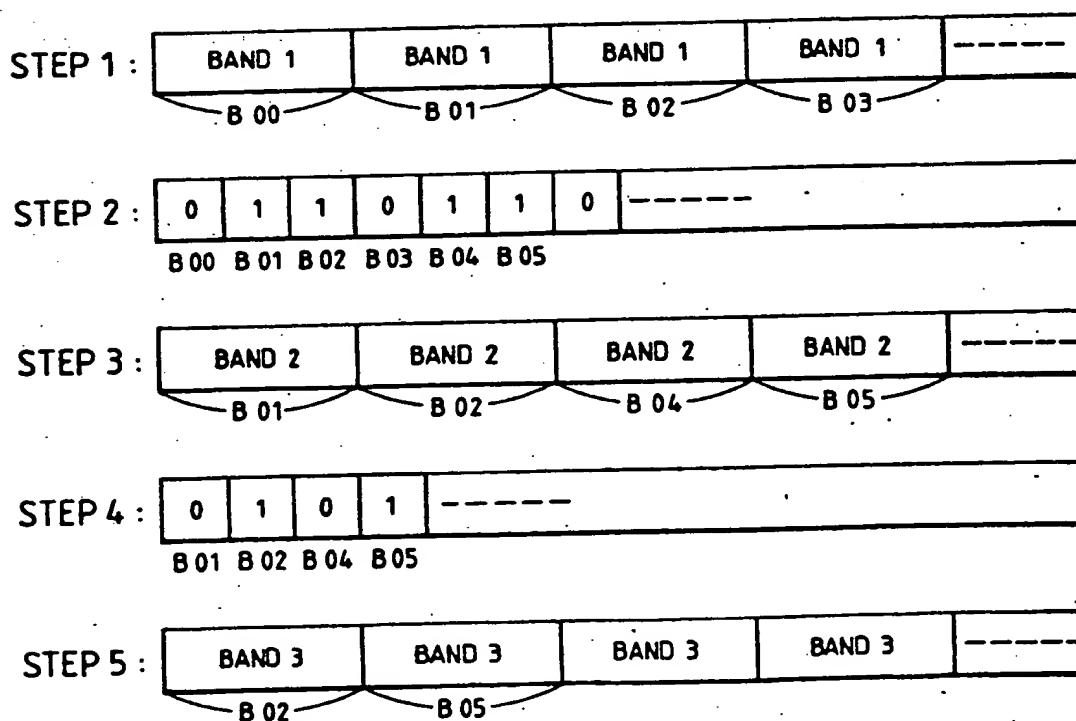 STEP 1 : BAND 1 BAND 1 BAND 1 BAND 1
B 00 B 01 B 02 B 03
STEP 2 : 0 1 1 0 1 1 0
B 00 B 01 B 02 B 03 B 04 B 05
STEP 3 : BAND 2 BAND 2 BAND 2 BAND 2
B 01 B 02 B 04 B 05
STEP 4 : 0 1 0 1
B 01 B 02 B 04 B 05
STEP 5 : BAND 3 BAND 3 BAND 3 BAND 3
B 02 B 05